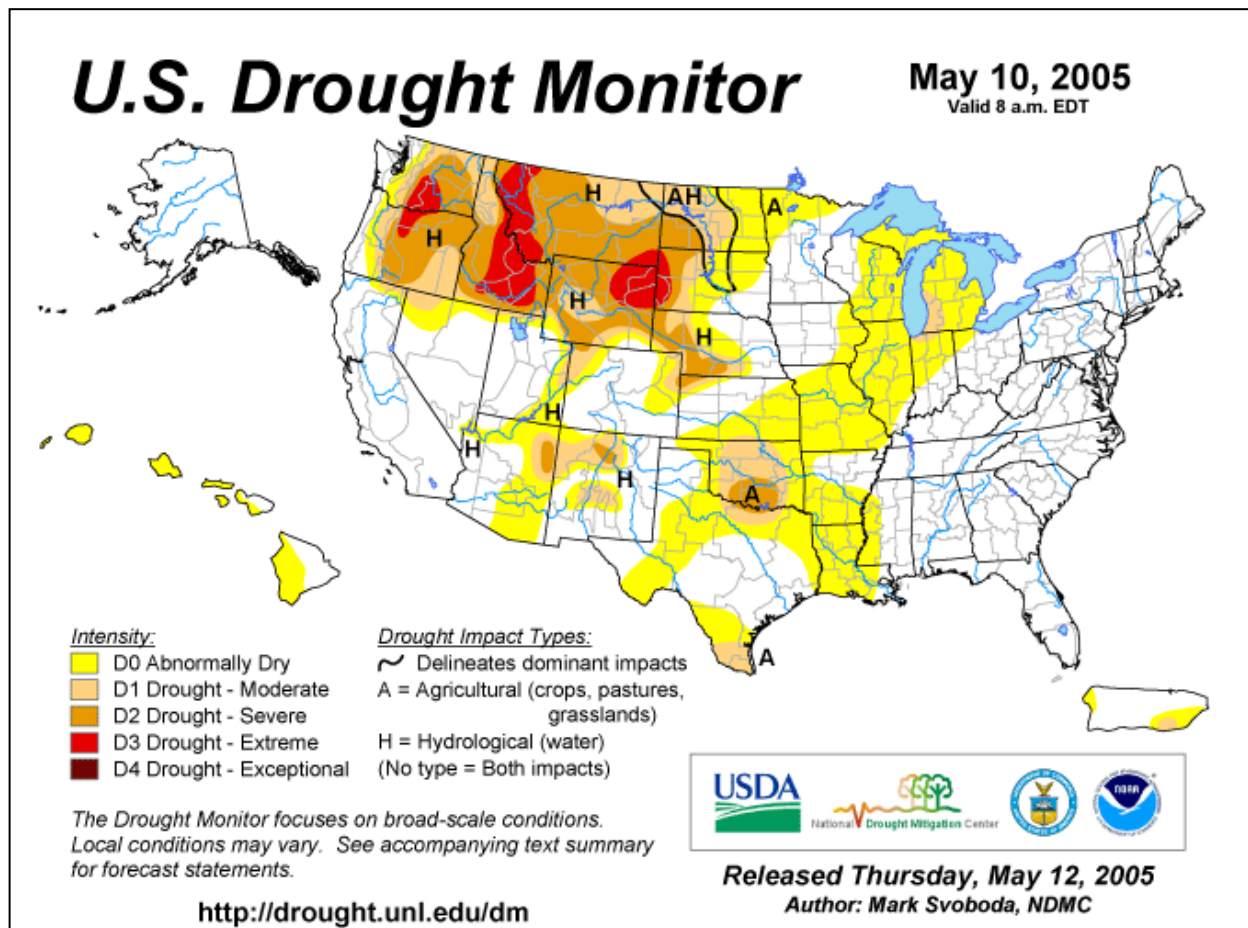 U.S. Drought Monitor
May 10, 2005
Valid 8 a.m. EDT
H
AH
A
H
H
H
H
H
H
A
A
Intensity:
D0 Abnormally Dry
D1 Drought - Moderate
D2 Drought - Severe
D3 Drought - Extreme
D4 Drought - Exceptional
Drought Impact Types:
Delineates dominant impacts
A = Agricultural (crops, pastures,
grasslands)
H = Hydrological (water)
(No type = Both impacts)
The Drought Monitor focuses on broad-scale conditions.
Local conditions may vary. See accompanying text summary
for forecast statements.
http://drought.unl.edu/dm
USDA
National Drought Mitigation Center
NOAA
Released Thursday, May 12, 2005
Author: Mark Svoboda, NDMC